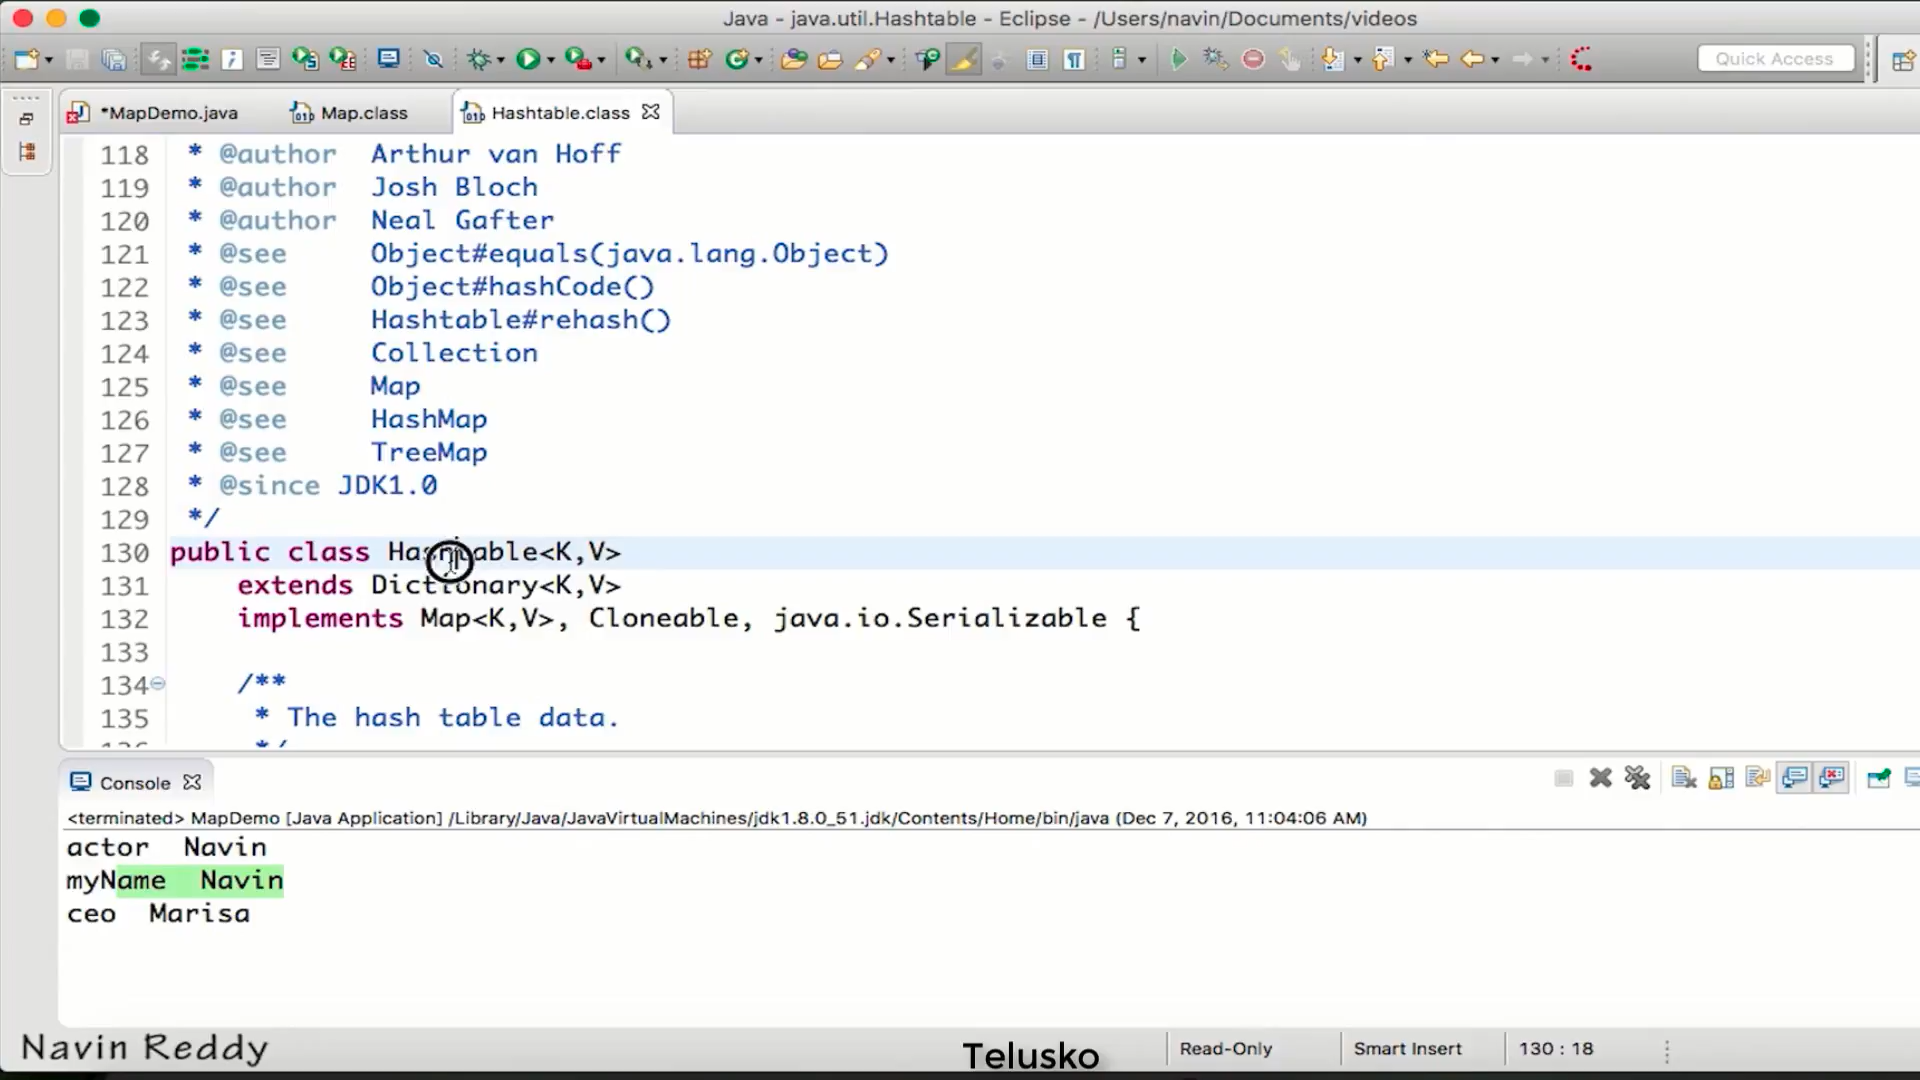 Java - java.util.Hashtable - Eclipse - /Users/navin/Documents/videos
Quick Access
*MapDemo.java Map.class Hashtable.class
118 * @author Arthur van Hoff
119 * @author Josh Bloch
120 * @author Neal Gafter
121 * @see Object#equals(java.lang.Object)
122 * @see Object#hashCode()
123 * @see Hashtable#rehash()
124 * @see Collection
125 * @see Map
126 * @see HashMap
127 * @see TreeMap
128 * @since JDK1.0
129 */
130 public class Hashtable<K,V>
131 extends Dictionary<K,V>
132 implements Map<K,V>, Cloneable, java.io.Serializable {
133
134 /**
135 * The hash table data.
136 */
Console
<terminated> MapDemo [Java Application] /Library/Java/JavaVirtualMachines/jdk1.8.0_51.jdk/Contents/Home/bin/java (Dec 7, 2016, 11:04:06 AM)
actor Navin
myName Navin
ceo Marisa
Navin Reddy Telusko Read-Only Smart Insert 130 : 18